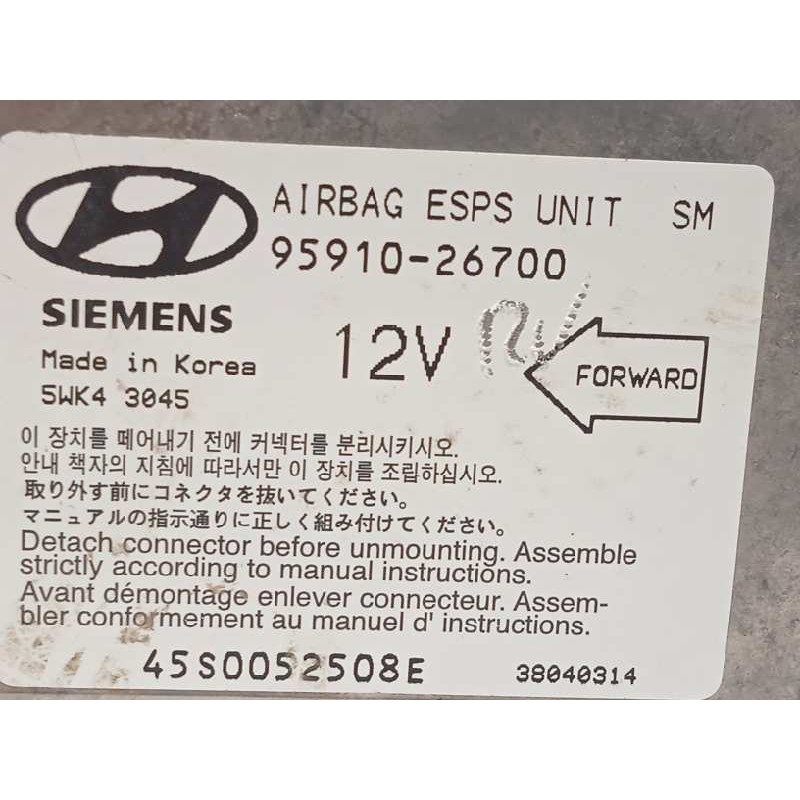 AIRBAG ESPS UNIT SM
95910-26700
SIEMENS
12V
Made in Korea
FORWARD
5WK4 3045
이 장치를 떼어내기 전에 커넥터를 분리시키시오.
안내 책자의 지침에 따라서만 이 장치를 조립하십시오.
取り外す前にコネクタを抜いてください。
マニュアルの指示通りに正しく組み付けてください。
Detach connector before unmounting. Assemble
strictly according to manual instructions.
Avant démontage enlever connecteur. Assem-
bler conformement au manuel d' instructions.
45S0052508E 38040314